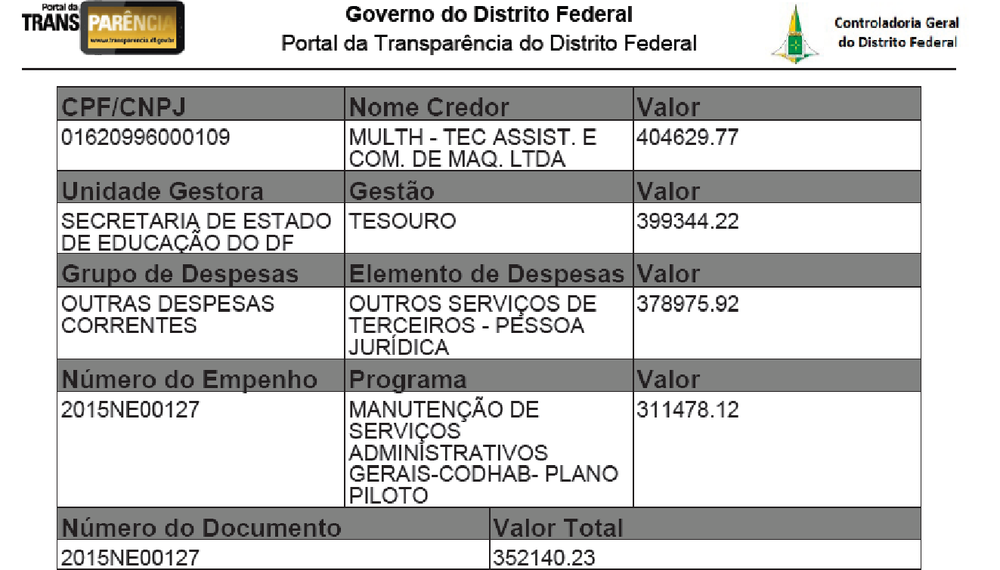 Portal da
TRANSPARÊNCIA
www.transparencia.df.gov.br
Governo do Distrito Federal
Portal da Transparência do Distrito Federal
Controladoria Geral
do Distrito Federal
CPF/CNPJ Nome Credor Valor
01620996000109 MULTH - TEC ASSIST. E 404629.77
COM. DE MAQ. LTDA
Unidade Gestora Gestão Valor
SECRETARIA DE ESTADO TESOURO 399344.22
DE EDUCAÇÃO DO DF
Grupo de Despesas Elemento de Despesas Valor
OUTRAS DESPESAS OUTROS SERVIÇOS DE 378975.92
CORRENTES TERCEIROS - PESSOA
JURÍDICA
Número do Empenho Programa Valor
2015NE00127 MANUTENÇÃO DE 311478.12
SERVIÇOS
ADMINISTRATIVOS
GERAIS-CODHAB- PLANO
PILOTO
Número do Documento Valor Total
2015NE00127 352140.23